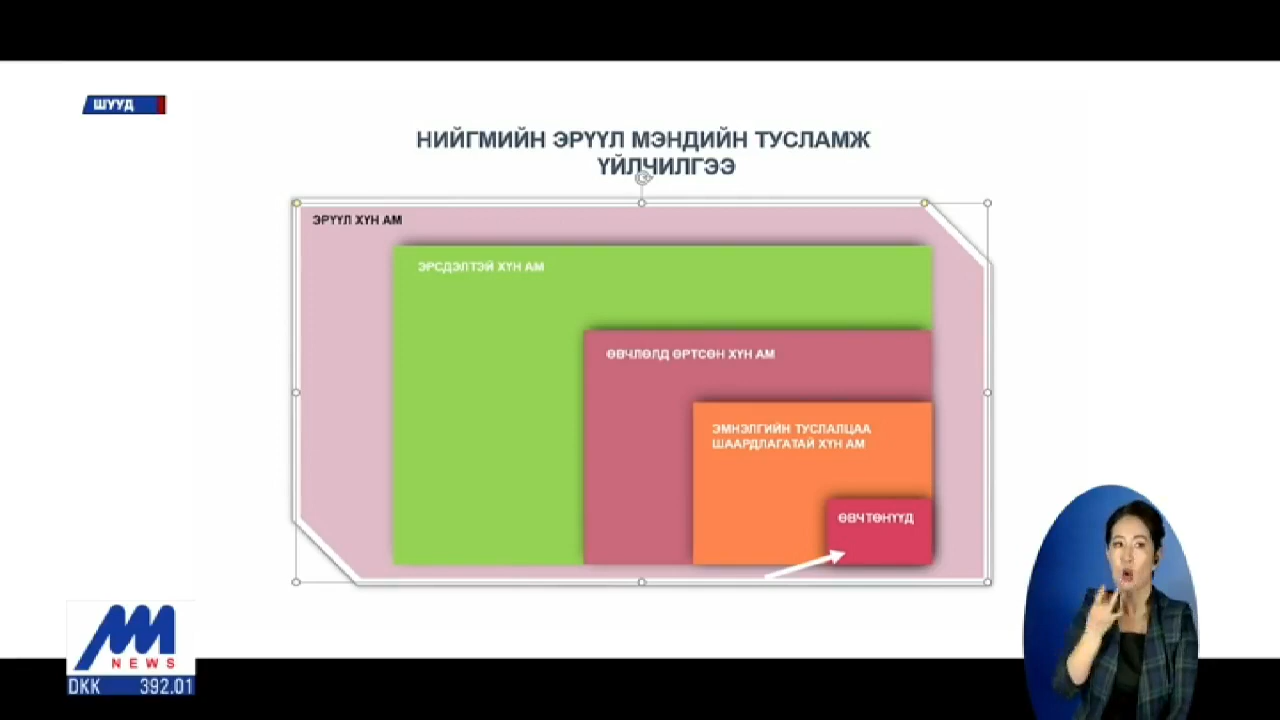 ШУУД
НИЙГМИЙН ЭРҮҮЛ МЭНДИЙН ТУСЛАМЖ
ҮЙЛЧИЛГЭЭ
ЭРҮҮЛ ХҮН АМ
ЭРСДЭЛТЭЙ ХҮН АМ
ӨВЧЛӨЛД ӨРТСӨН ХҮН АМ
ЭМНЭЛГИЙН ТУСЛАЛЦАА
ШААРДЛАГАТАЙ ХҮН АМ
ӨВЧТӨНҮҮД
NEWS
DKK 392.01